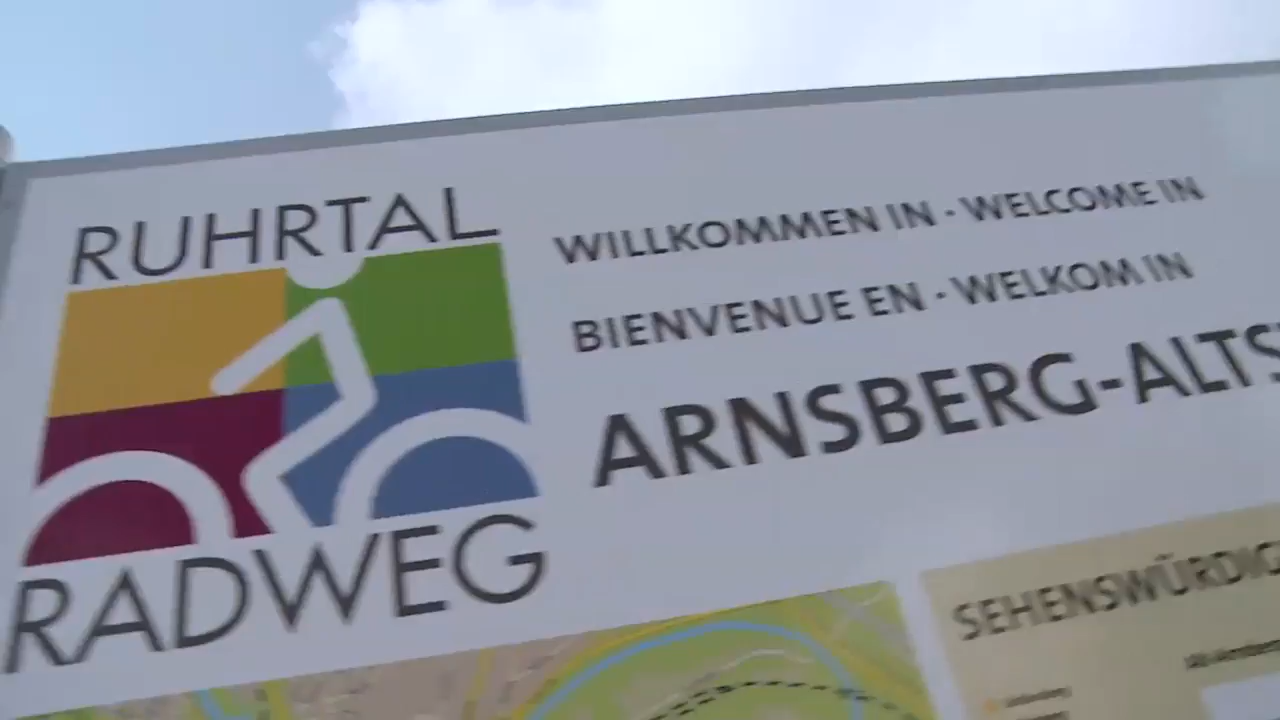 RUHRTAL
RADWEG
WILLKOMMEN IN · WELCOME IN
BIENVENUE EN · WELKOM IN
ARNSBERG-ALTS
SEHENSWÜRDIG